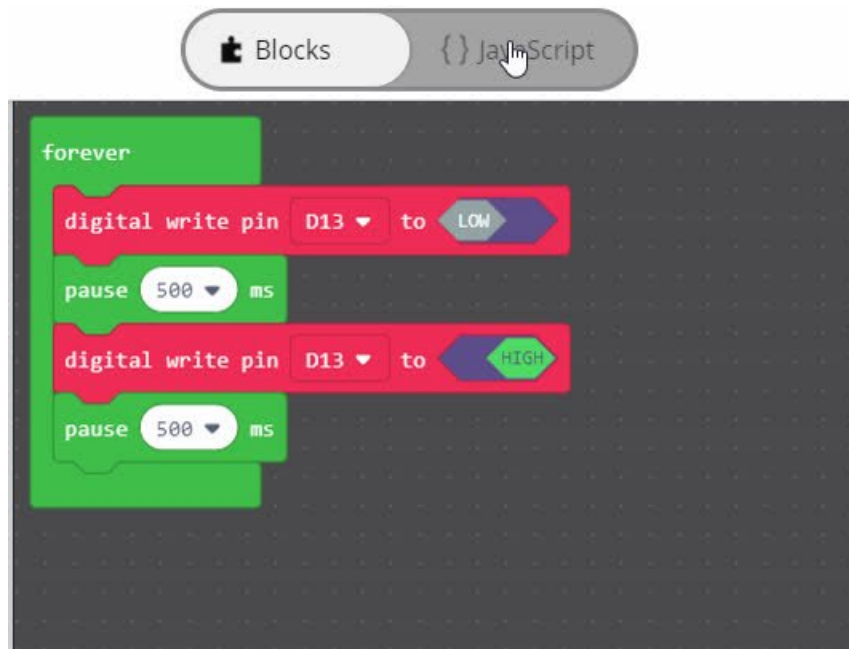 Blocks
{ } JavaScript
forever
digital write pin D13 to LOW
pause 500 ms
digital write pin D13 to HIGH
pause 500 ms